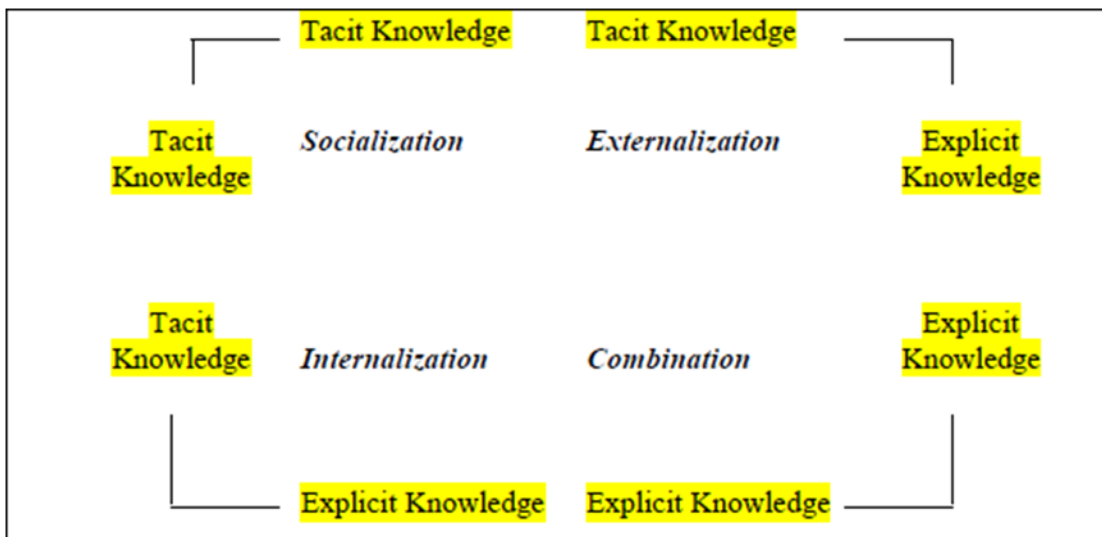 Tacit Knowledge Tacit Knowledge
Tacit Socialization Externalization Explicit
Knowledge Knowledge
Tacit Explicit
Knowledge Internalization Combination Knowledge
Explicit Knowledge Explicit Knowledge